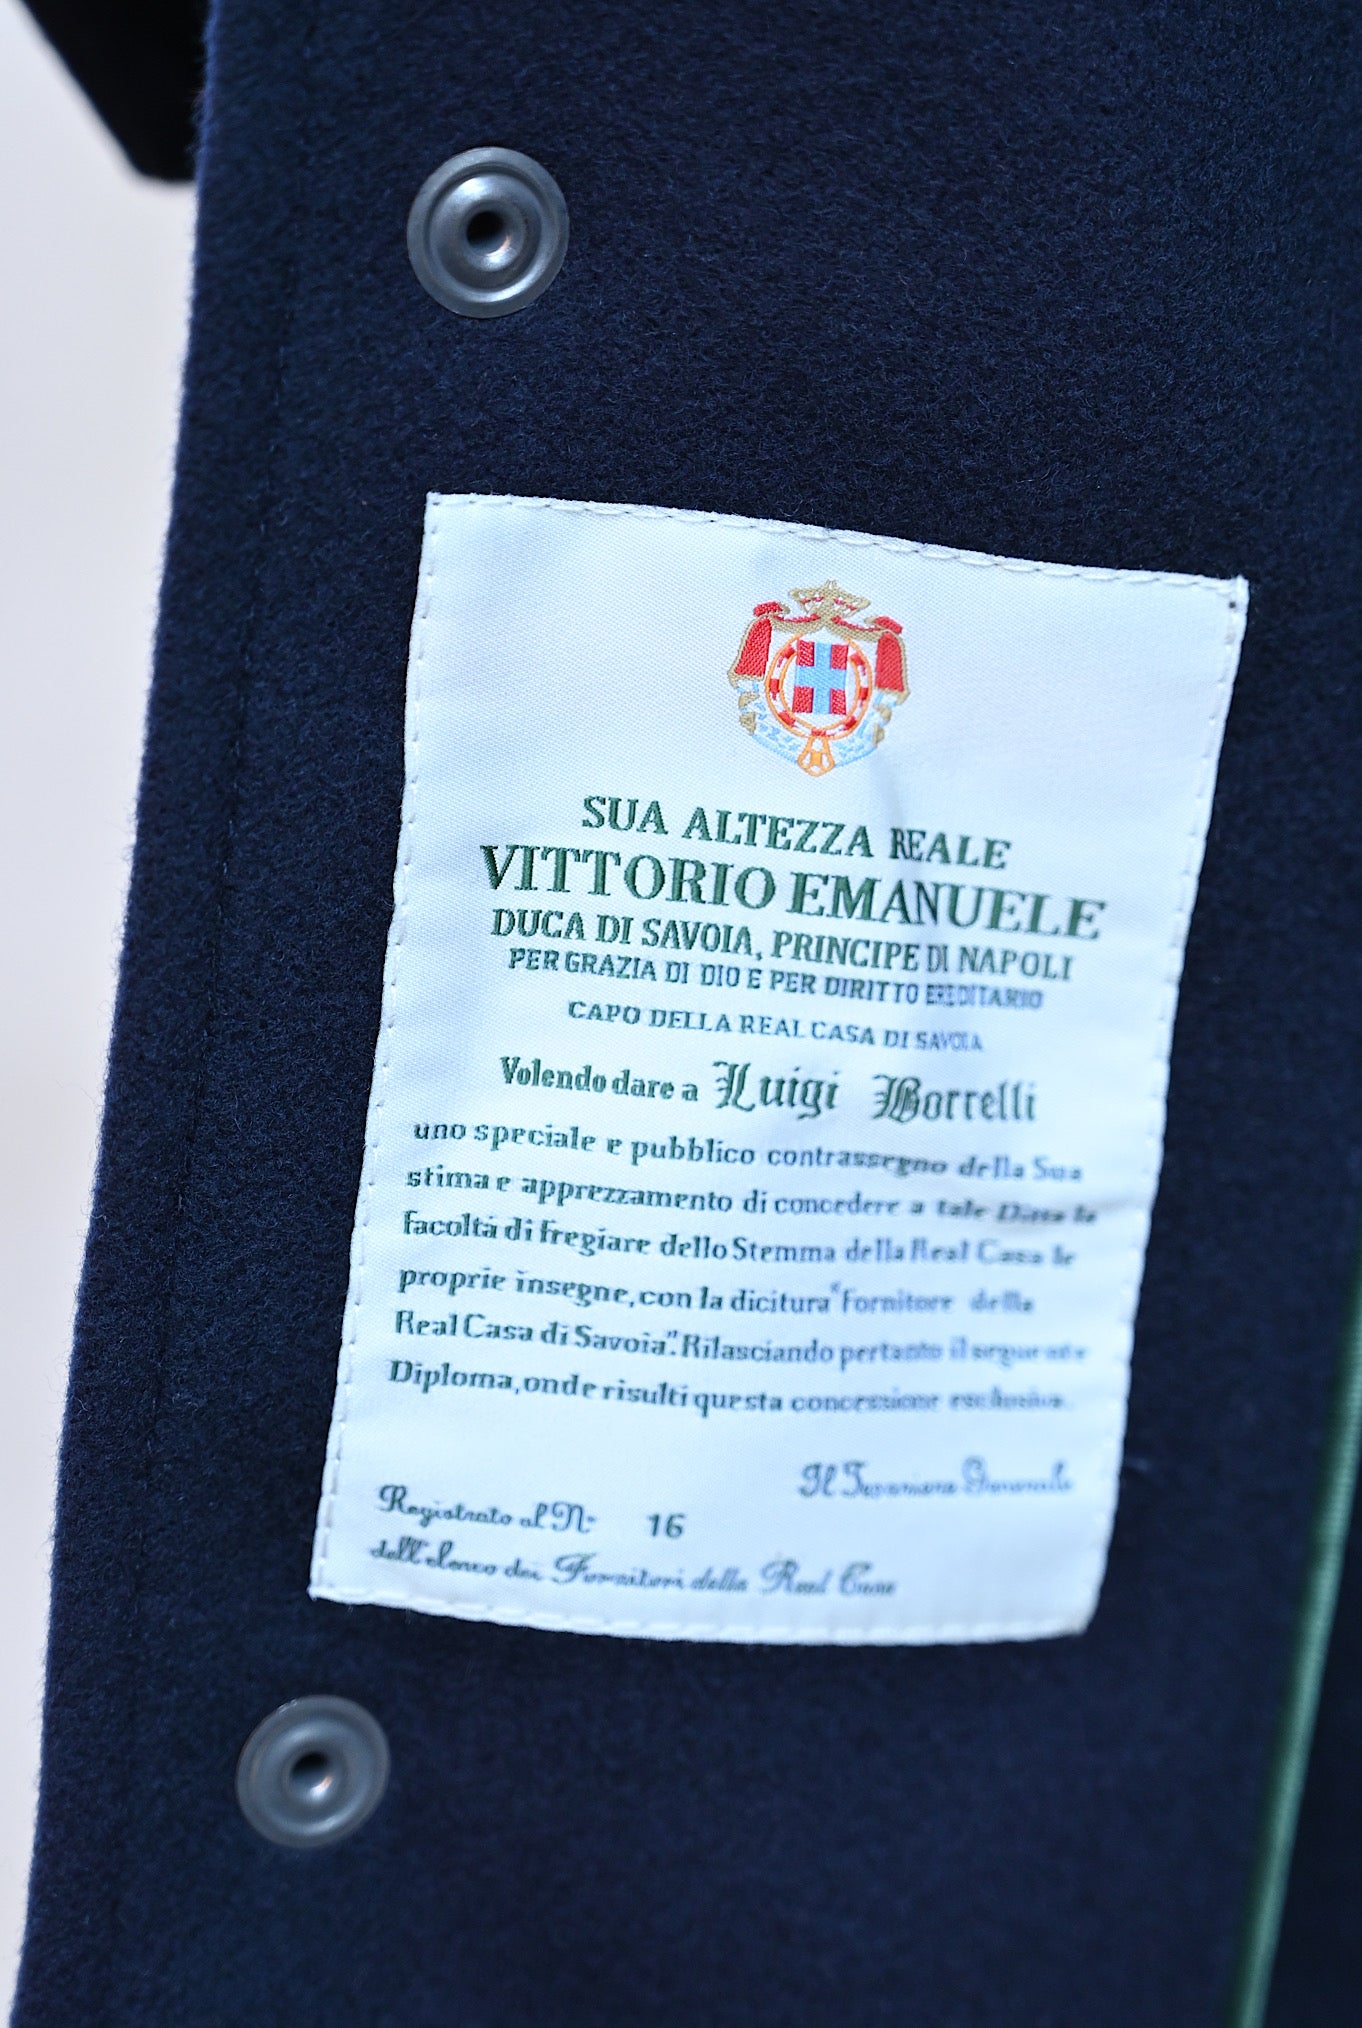 SUA ALTEZZA REALE
VITTORIO EMANUELE
DUCA DI SAVOIA, PRINCIPE DI NAPOLI
PER GRAZIA DI DIO E PER DIRITTO EREDITARIO
CAPO DELLA REAL CASA DI SAVOIA
Volendo dare a Luigi Borrelli
uno speciale e pubblico contrassegno della Sua
stima e apprezzamento di concedere a tale Ditta la
facoltà di fregiare dello Stemma della Real Casa le
proprie insegne, con la dicitura "Fornitore della
Real Casa di Savoia". Rilasciando pertanto il seguente
Diploma, onde risulti questa concessione esclusiva.
Il Generale
Registrato al N: 16
dell'elenco dei Fornitori della Real Casa